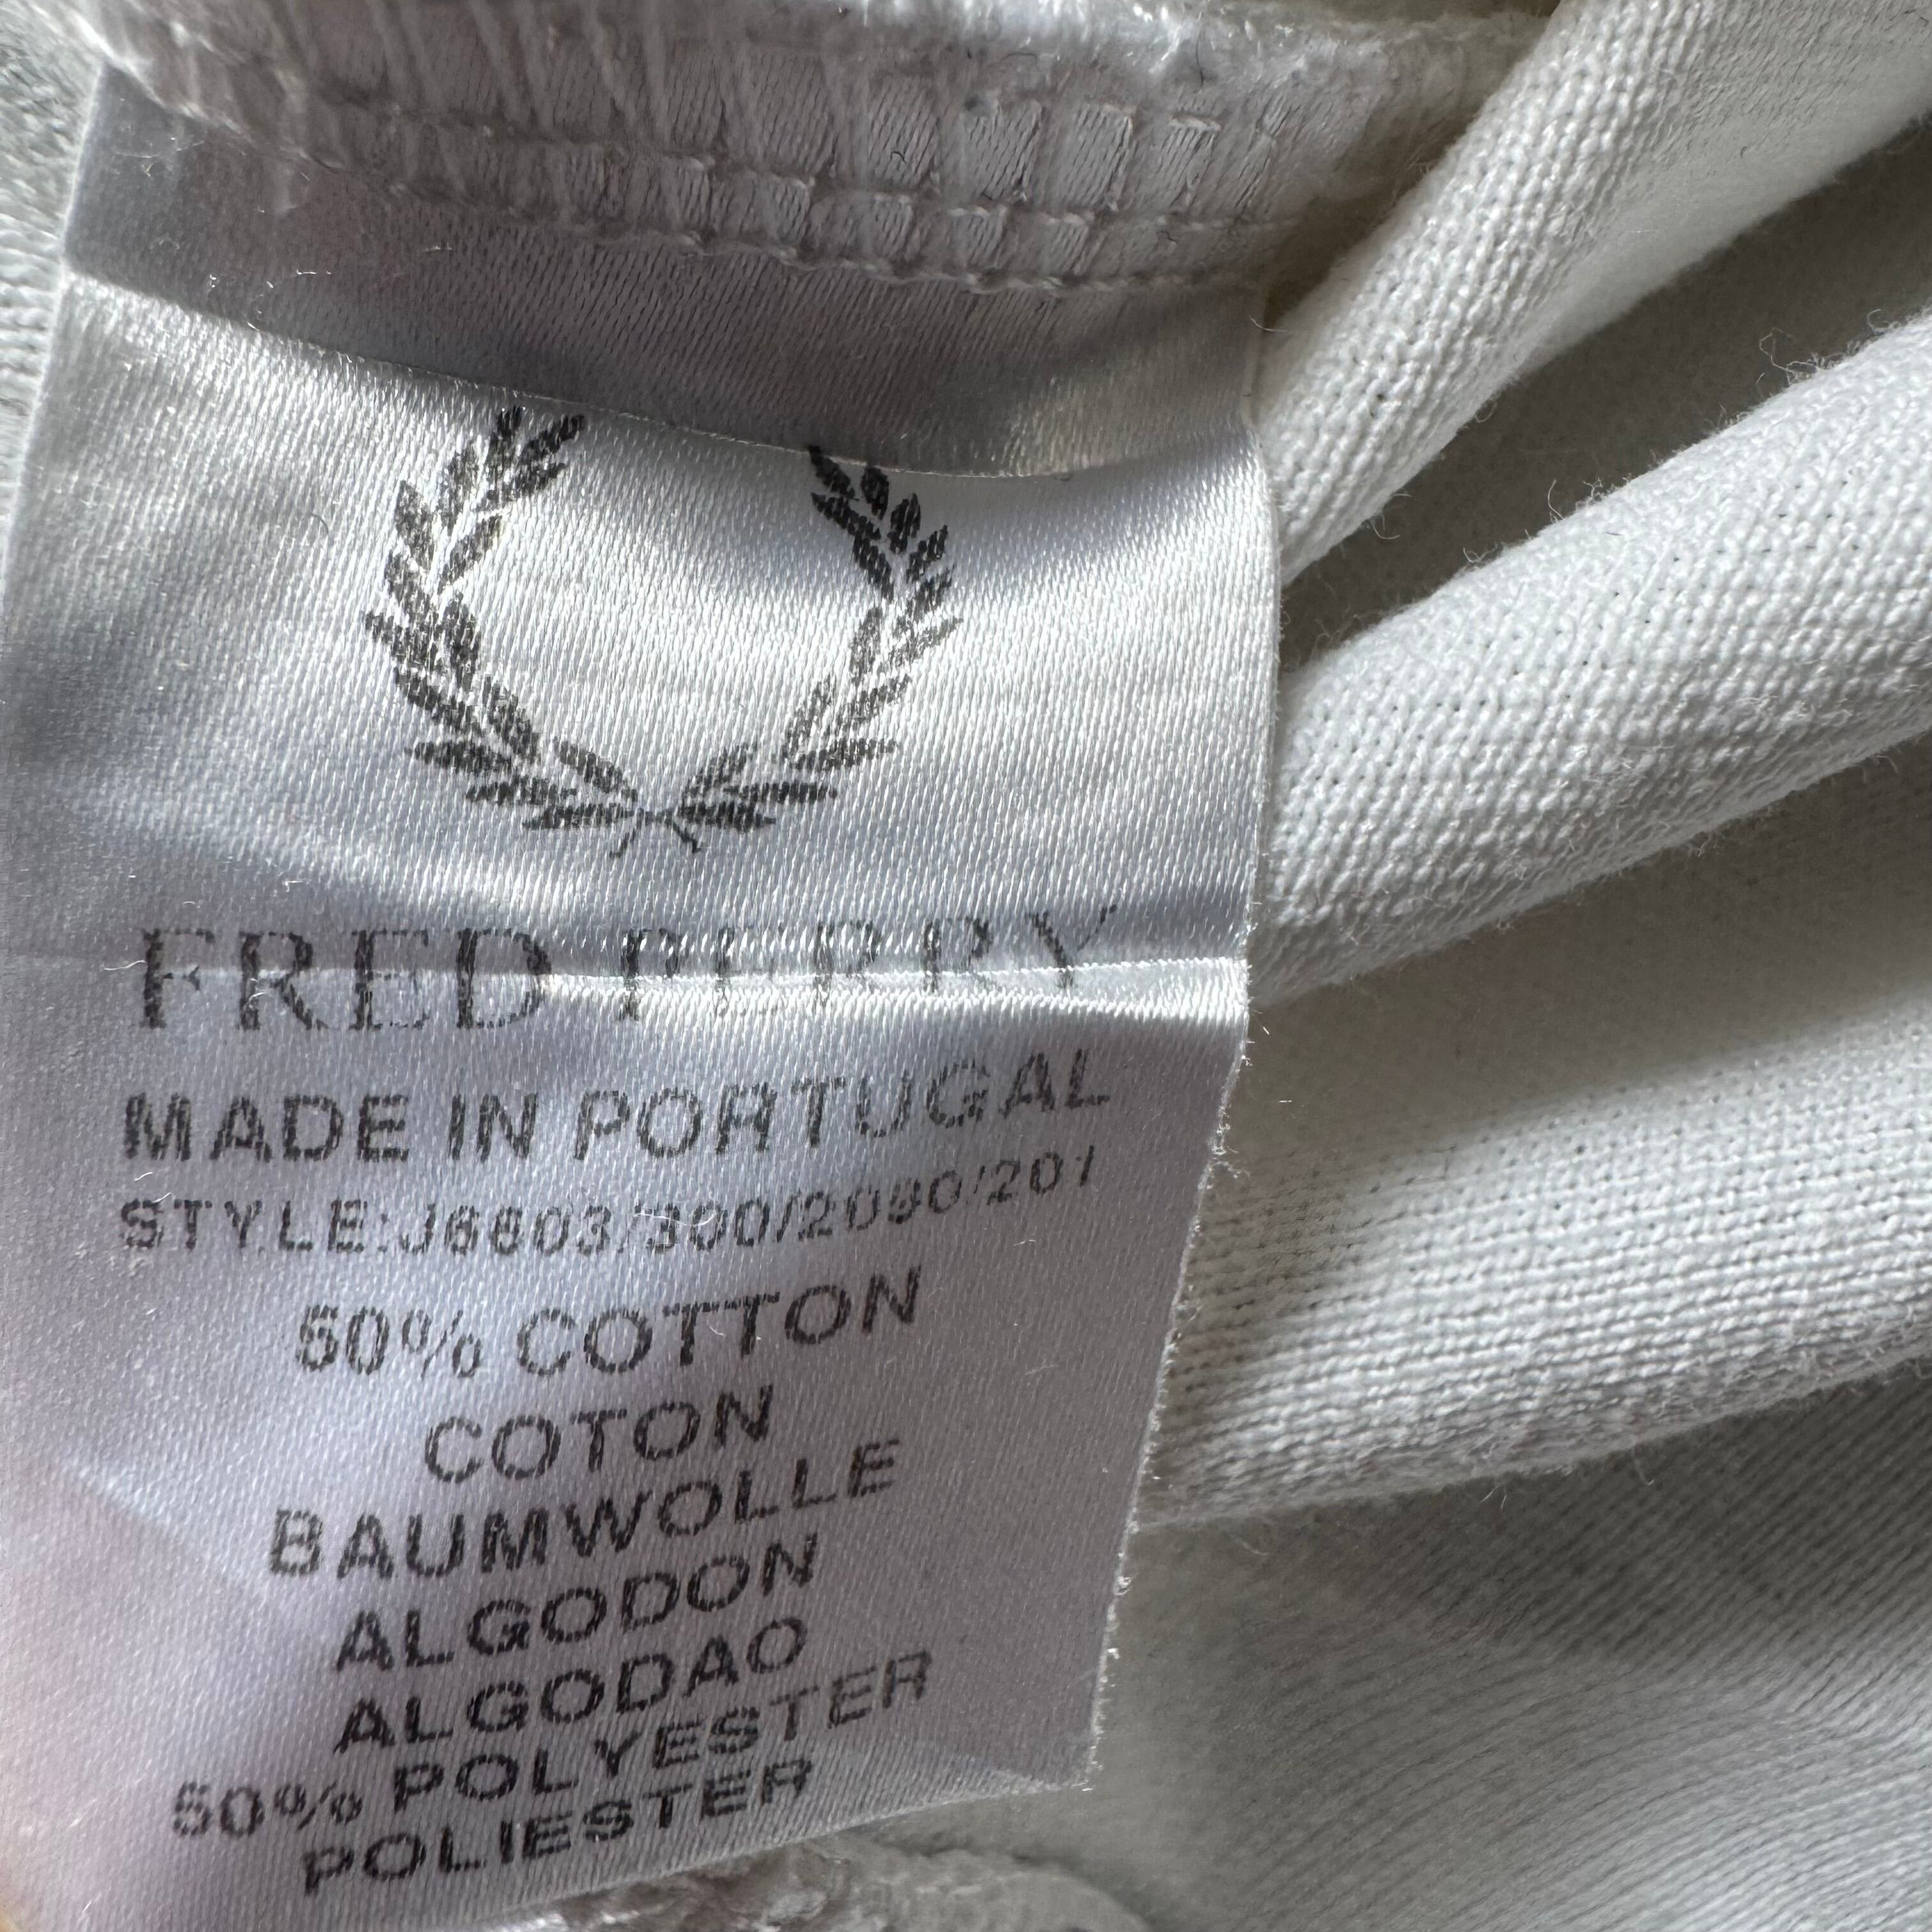 FRED PERRY
MADE IN PORTUGAL
STYLE:J6603/300/2090/201
50% COTTON
COTON
BAUMWOLLE
ALGODON
ALGODAO
50% POLYESTER
POLIESTER